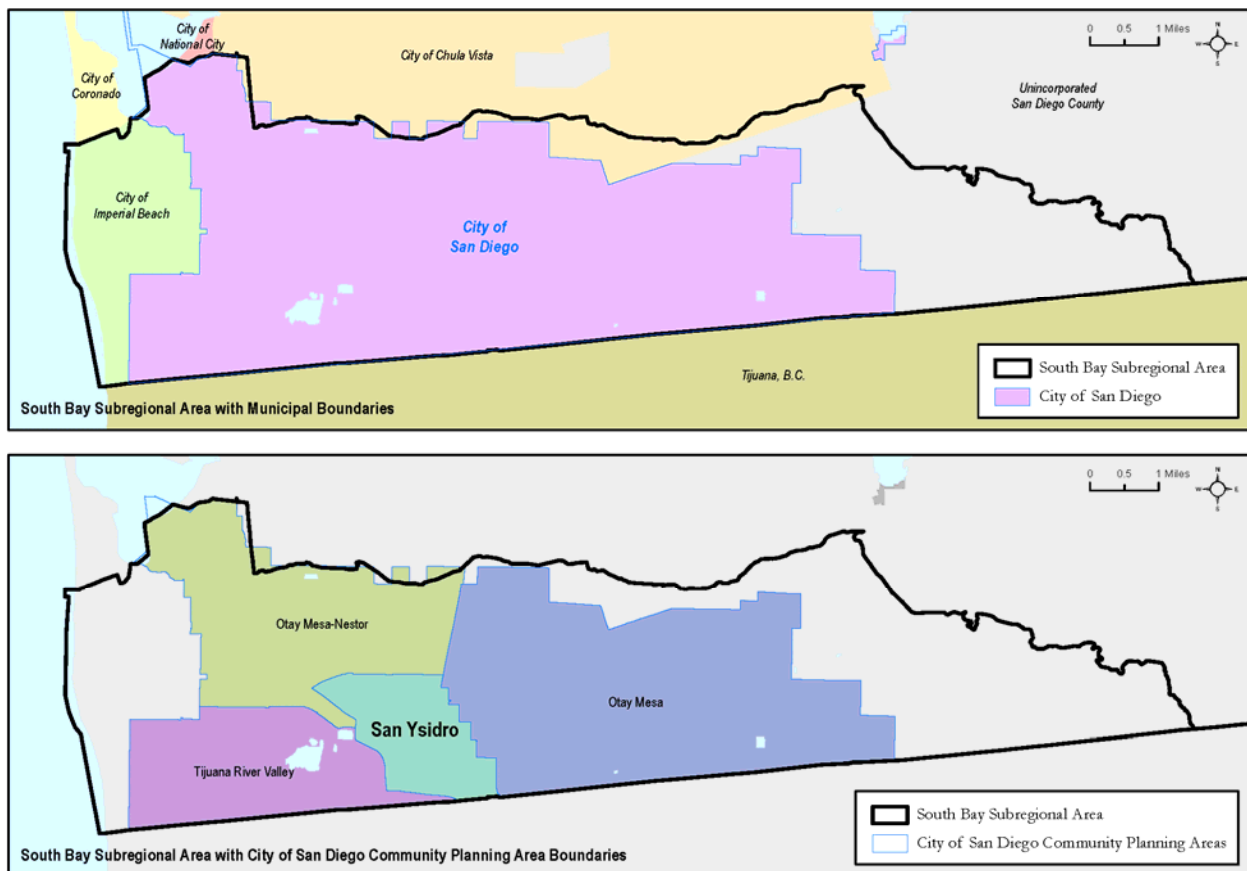 City of
National City
City of Chula Vista
City of
Coronado
0 0.5 1 Miles
N
W E
S
Unincorporated
San Diego County
City of
Imperial Beach
City of
San Diego
Tijuana, B.C.
South Bay Subregional Area
City of San Diego
South Bay Subregional Area with Municipal Boundaries
0 0.5 1 Miles
N
W E
S
Otay Mesa-Nestor
Otay Mesa
San Ysidro
Tijuana River Valley
South Bay Subregional Area
City of San Diego Community Planning Areas
South Bay Subregional Area with City of San Diego Community Planning Area Boundaries